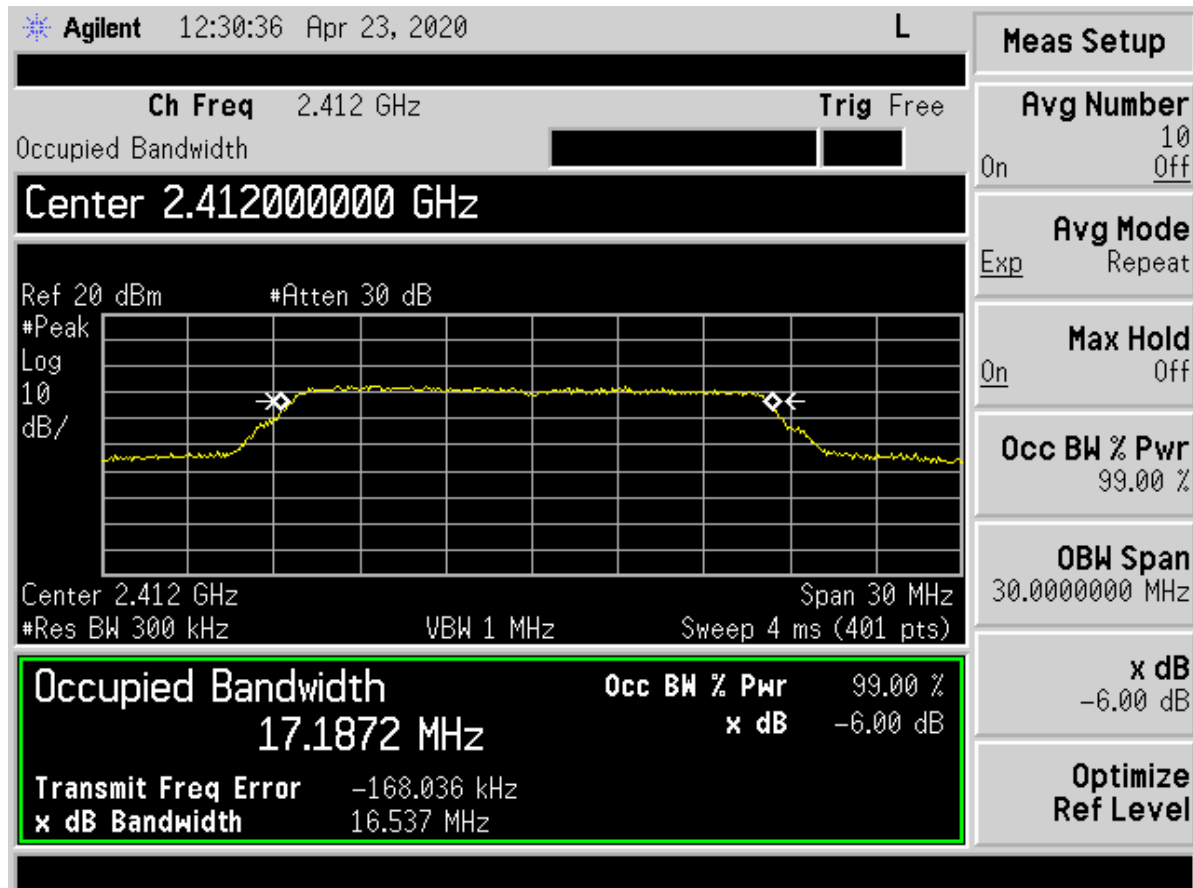 Agilent 12:30:36 Apr 23, 2020 L
Ch Freq 2.412 GHz Trig Free
Occupied Bandwidth
Center 2.412000000 GHz
Ref 20 dBm #Atten 30 dB
#Peak
Log
10
dB/
Center 2.412 GHz Span 30 MHz
#Res BW 300 kHz VBW 1 MHz Sweep 4 ms (401 pts)
Occupied Bandwidth Occ BW % Pwr 99.00 %
17.1872 MHz x dB -6.00 dB
Transmit Freq Error -168.036 kHz
x dB Bandwidth 16.537 MHz
Meas Setup
Avg Number
10
On Off
Avg Mode
Exp Repeat
Max Hold
On Off
Occ BW % Pwr
99.00 %
OBW Span
30.0000000 MHz
x dB
-6.00 dB
Optimize
Ref Level